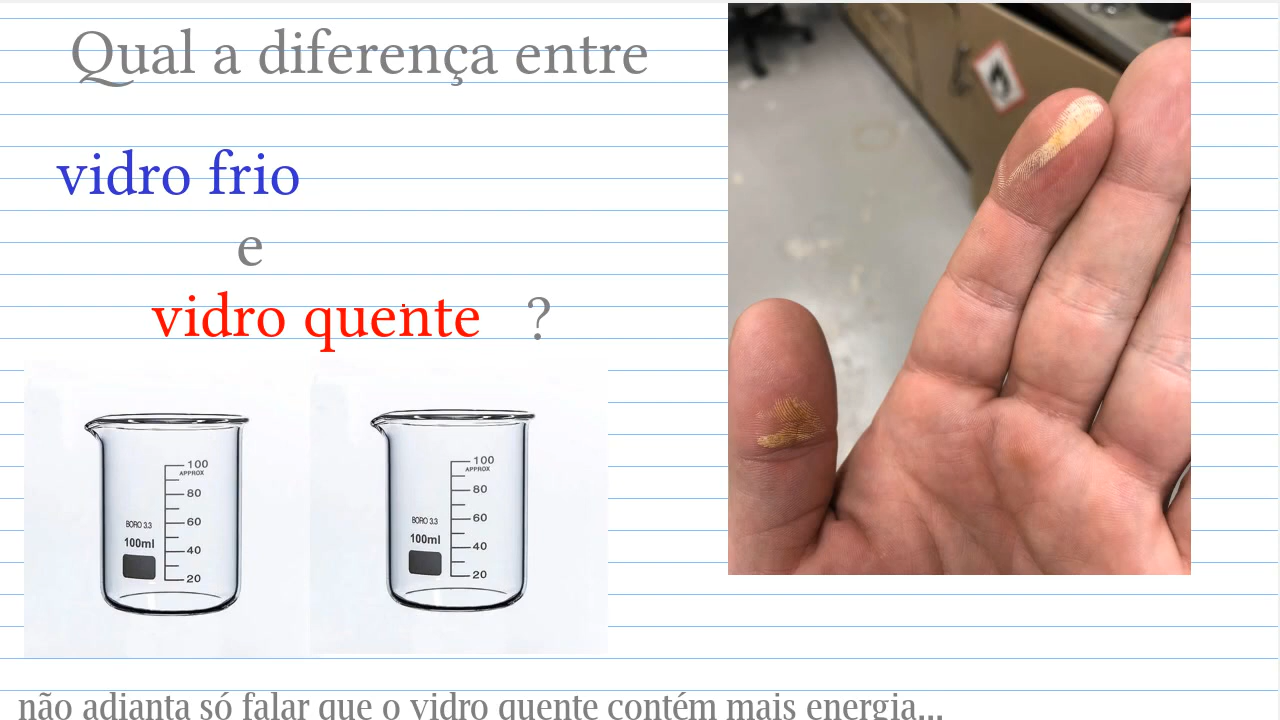 Qual a diferença entre
vidro frio
e
vidro quente ?
100
APPROX
80
BORO 3.3
60
100ml
40
20
100
APPROX
80
BORO 3.3
60
100ml
40
20
não adianta só falar que o vidro quente contém mais energia...